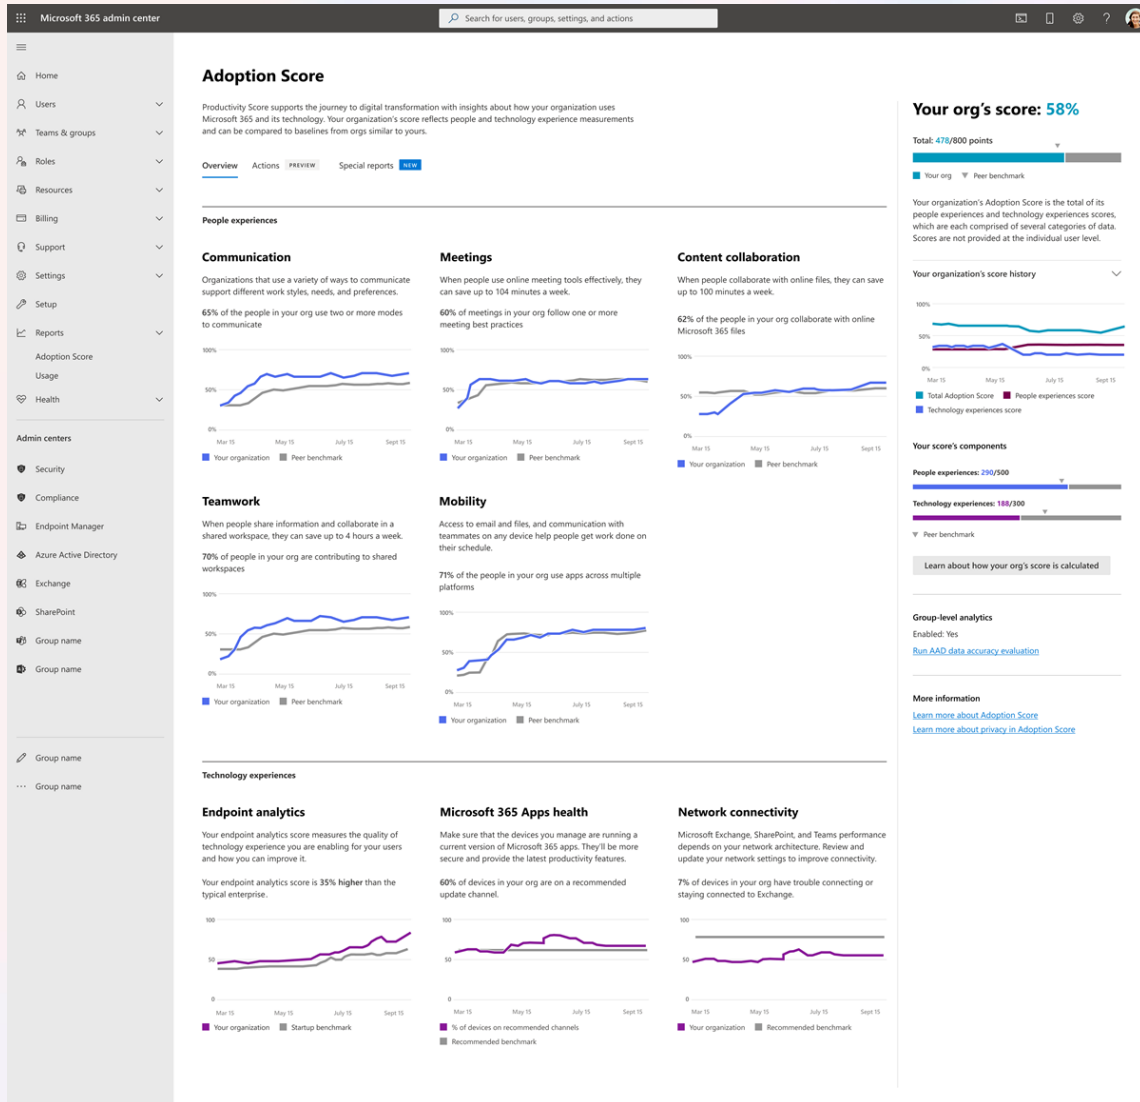 Microsoft 365 admin center
Search for users, groups, settings, and actions
Home
Users
Teams & groups
Roles
Resources
Billing
Support
Settings
Setup
Reports
Adoption Score
Usage
Health
Admin centers
Security
Compliance
Endpoint Manager
Azure Active Directory
Exchange
SharePoint
Group name
Group name
Group name
Group name
Adoption Score
Productivity Score supports the journey to digital transformation with insights about how your organization uses
Microsoft 365 and its technology. Your organization's score reflects people and technology experience measurements
and can be compared to baselines from orgs similar to yours.
Overview Actions PREVIEW Special reports NEW
People experiences
Communication
Organizations that use a variety of ways to communicate
support different work styles, needs, and preferences.
65% of the people in your org use two or more modes
to communicate
100%
50%
0%
Mar 15 May 15 July 15 Sept 15
Your organization Peer benchmark
Meetings
When people use online meeting tools effectively, they
can save up to 104 minutes a week.
60% of meetings in your org follow one or more
meeting best practices
100%
50%
0%
Mar 15 May 15 July 15 Sept 15
Your organization Peer benchmark
Content collaboration
When people collaborate with online files, they can save
up to 100 minutes a week.
62% of the people in your org collaborate with online
Microsoft 365 files
100%
50%
0%
Mar 15 May 15 July 15 Sept 15
Your organization Peer benchmark
Teamwork
When people share information and collaborate in a
shared workspace, they can save up to 4 hours a week.
70% of people in your org are contributing to shared
workspaces
100%
50%
0%
Mar 15 May 15 July 15 Sept 15
Your organization Peer benchmark
Mobility
Access to email and files, and communication with
teammates on any device help people get work done on
their schedule.
71% of the people in your org use apps across multiple
platforms
100%
50%
0%
Mar 15 May 15 July 15 Sept 15
Your organization Peer benchmark
Technology experiences
Endpoint analytics
Your endpoint analytics score measures the quality of
technology experience you are enabling for your users
and how you can improve it.
Your endpoint analytics score is 35% higher than the
typical enterprise.
100
50
0
Mar 15 May 15 July 15 Sept 15
Your organization Startup benchmark
Microsoft 365 Apps health
Make sure that the devices you manage are running a
current version of Microsoft 365 apps. They'll be more
secure and provide the latest productivity features.
60% of devices in your org are on a recommended
update channel.
100
50
0
Mar 15 May 15 July 15 Sept 15
% of devices on recommended channels
Recommended benchmark
Network connectivity
Microsoft Exchange, SharePoint, and Teams performance
depends on your network architecture. Review and
update your network settings to improve connectivity.
7% of devices in your org have trouble connecting or
staying connected to Exchange.
100
50
0
Mar 15 May 15 July 15 Sept 15
Your organization Recommended benchmark
Your org's score: 58%
Total: 478/800 points
Your org Peer benchmark
Your organization's Adoption Score is the total of its
people experiences and technology experiences scores,
which are each comprised of several categories of data.
Scores are not provided at the individual user level.
Your organization's score history
100%
50%
0%
Mar 15 May 15 July 15 Sept 15
Total Adoption Score People experiences score
Technology experiences score
Your score's components
People experiences: 290/500
Technology experiences: 188/300
Peer benchmark
Learn about how your org's score is calculated
Group-level analytics
Enabled: Yes
Run AAD data accuracy evaluation
More information
Learn more about Adoption Score
Learn more about privacy in Adoption Score